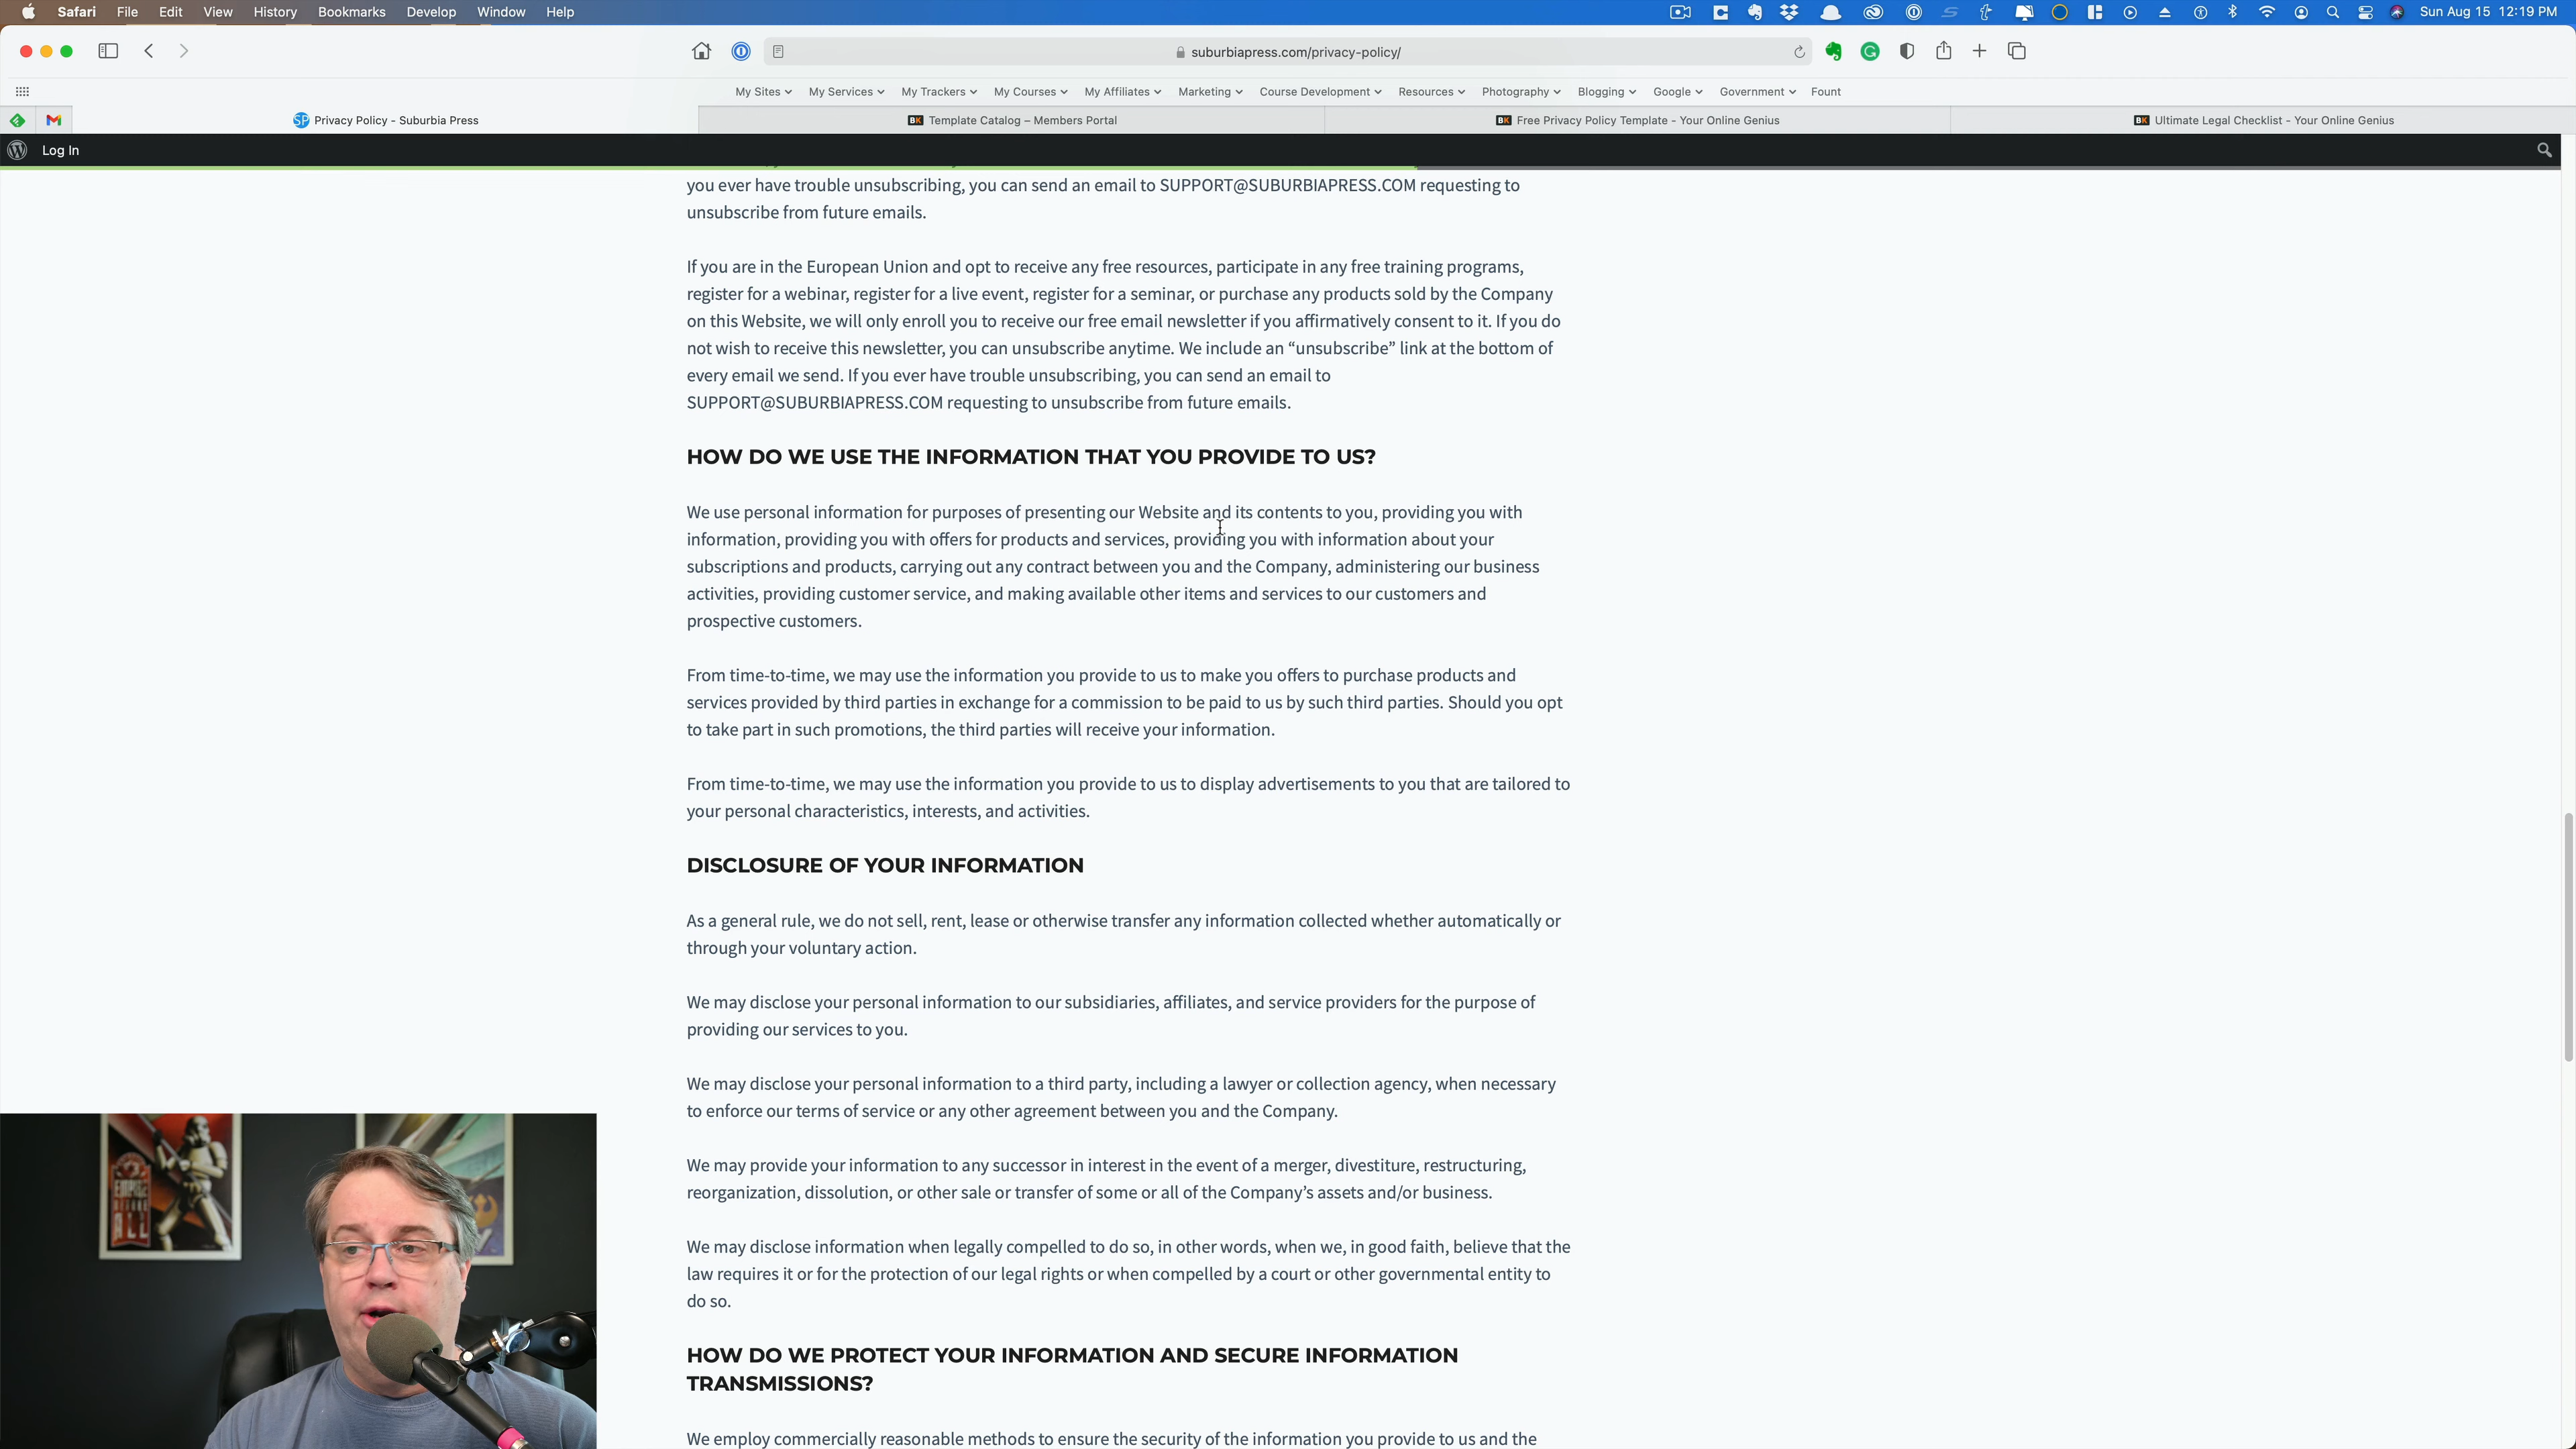 Safari File Edit View History Bookmarks Develop Window Help Sun Aug 15 12:19 PM
suburbiapress.com/privacy-policy/
My Sites My Services My Trackers My Courses My Affiliates Marketing Course Development Resources Photography Blogging Google Government Fount
SP Privacy Policy - Suburbia Press BK Template Catalog – Members Portal BK Free Privacy Policy Template - Your Online Genius BK Ultimate Legal Checklist - Your Online Genius
Log In
you ever have trouble unsubscribing, you can send an email to SUPPORT@SUBURBIAPRESS.COM requesting to
unsubscribe from future emails.
If you are in the European Union and opt to receive any free resources, participate in any free training programs,
register for a webinar, register for a live event, register for a seminar, or purchase any products sold by the Company
on this Website, we will only enroll you to receive our free email newsletter if you affirmatively consent to it. If you do
not wish to receive this newsletter, you can unsubscribe anytime. We include an “unsubscribe” link at the bottom of
every email we send. If you ever have trouble unsubscribing, you can send an email to
SUPPORT@SUBURBIAPRESS.COM requesting to unsubscribe from future emails.
HOW DO WE USE THE INFORMATION THAT YOU PROVIDE TO US?
We use personal information for purposes of presenting our Website and its contents to you, providing you with
information, providing you with offers for products and services, providing you with information about your
subscriptions and products, carrying out any contract between you and the Company, administering our business
activities, providing customer service, and making available other items and services to our customers and
prospective customers.
From time-to-time, we may use the information you provide to us to make you offers to purchase products and
services provided by third parties in exchange for a commission to be paid to us by such third parties. Should you opt
to take part in such promotions, the third parties will receive your information.
From time-to-time, we may use the information you provide to us to display advertisements to you that are tailored to
your personal characteristics, interests, and activities.
DISCLOSURE OF YOUR INFORMATION
As a general rule, we do not sell, rent, lease or otherwise transfer any information collected whether automatically or
through your voluntary action.
We may disclose your personal information to our subsidiaries, affiliates, and service providers for the purpose of
providing our services to you.
We may disclose your personal information to a third party, including a lawyer or collection agency, when necessary
to enforce our terms of service or any other agreement between you and the Company.
We may provide your information to any successor in interest in the event of a merger, divestiture, restructuring,
reorganization, dissolution, or other sale or transfer of some or all of the Company’s assets and/or business.
We may disclose information when legally compelled to do so, in other words, when we, in good faith, believe that the
law requires it or for the protection of our legal rights or when compelled by a court or other governmental entity to
do so.
HOW DO WE PROTECT YOUR INFORMATION AND SECURE INFORMATION
TRANSMISSIONS?
We employ commercially reasonable methods to ensure the security of the information you provide to us and the